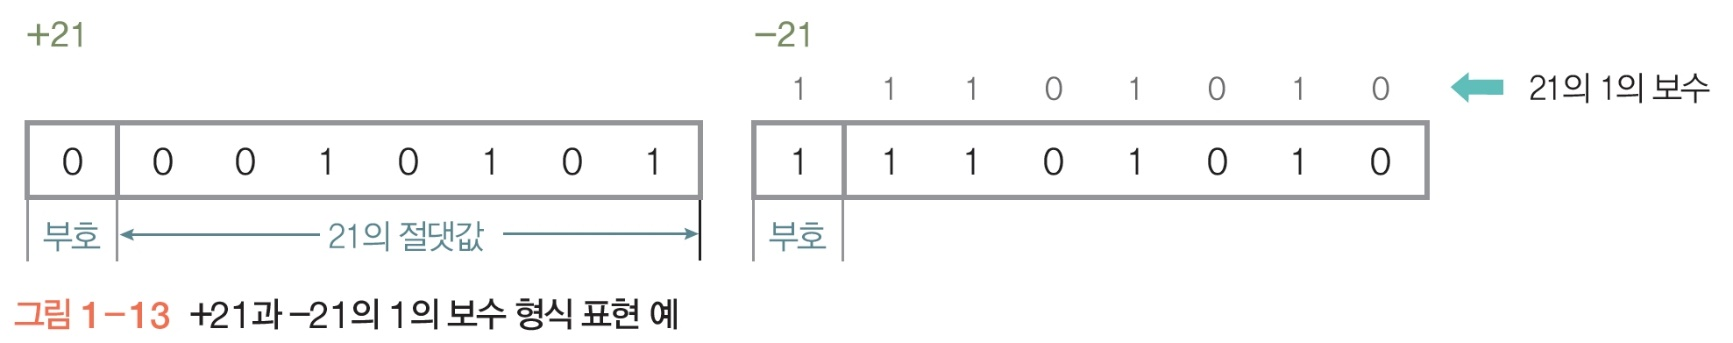 +21
-21
1 1 1 0 1 0 1 0 21의 1의 보수
0 0 0 1 0 1 0 1
1 1 1 0 1 0 1 0
부호 21의 절댓값
부호
그림 1-13 +21과 -21의 1의 보수 형식 표현 예